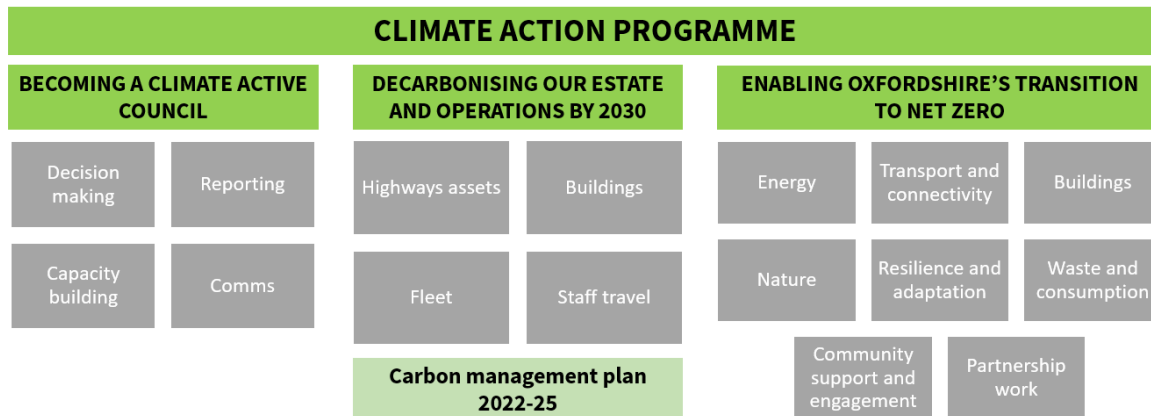 CLIMATE ACTION PROGRAMME
BECOMING A CLIMATE ACTIVE
COUNCIL
Decision
making
Reporting
Capacity
building
Comms
DECARBONISING OUR ESTATE
AND OPERATIONS BY 2030
Highways assets
Buildings
Fleet
Staff travel
Carbon management plan
2022-25
ENABLING OXFORDSHIRE’S TRANSITION
TO NET ZERO
Energy
Transport and
connectivity
Buildings
Nature
Resilience and
adaptation
Waste and
consumption
Community
support and
engagement
Partnership
work